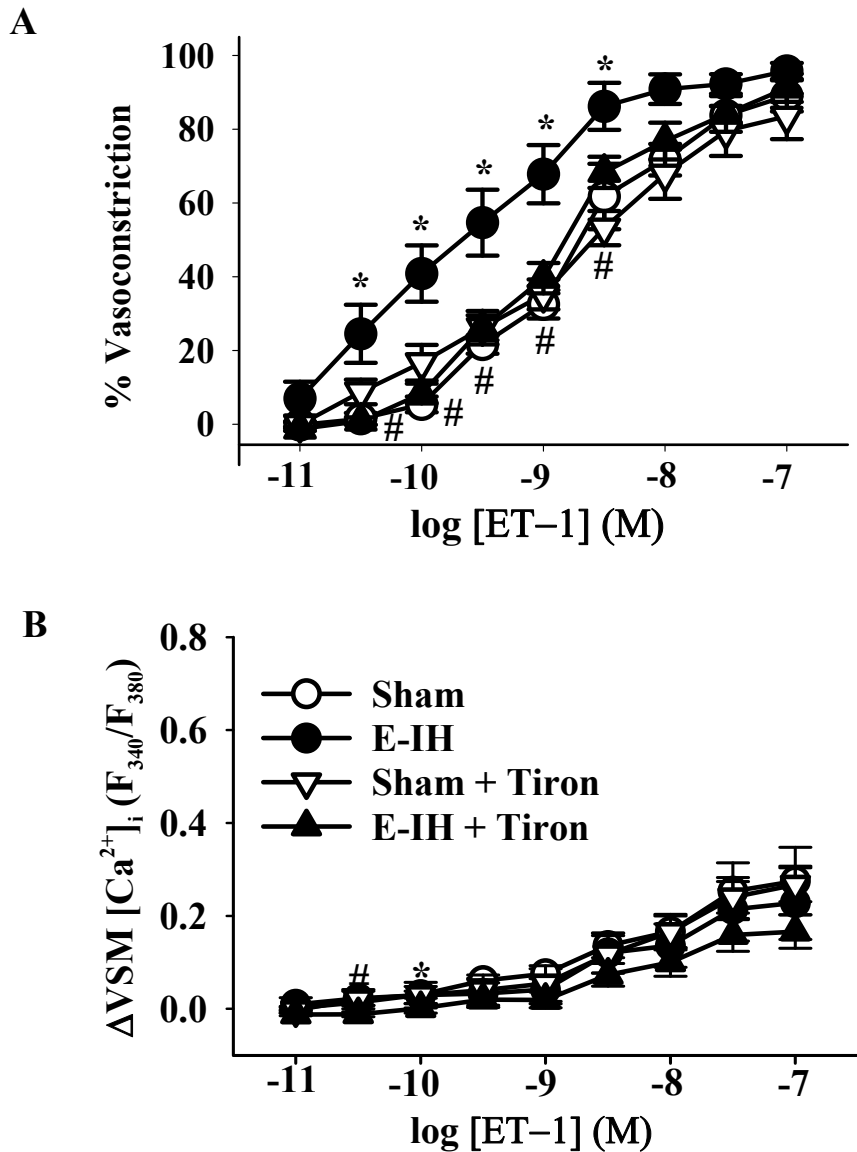 A
% Vasoconstriction
100
80
60
40
20
0
* * * * *
# # # # #
-11 -10 -9 -8 -7
log [ET−1] (M)
B
ΔVSM [Ca²⁺]ᵢ (F₃₄₀/F₃₈₀)
0.8
0.6
0.4
0.2
0.0
Sham
E-IH
Sham + Tiron
E-IH + Tiron
# *
-11 -10 -9 -8 -7
log [ET−1] (M)